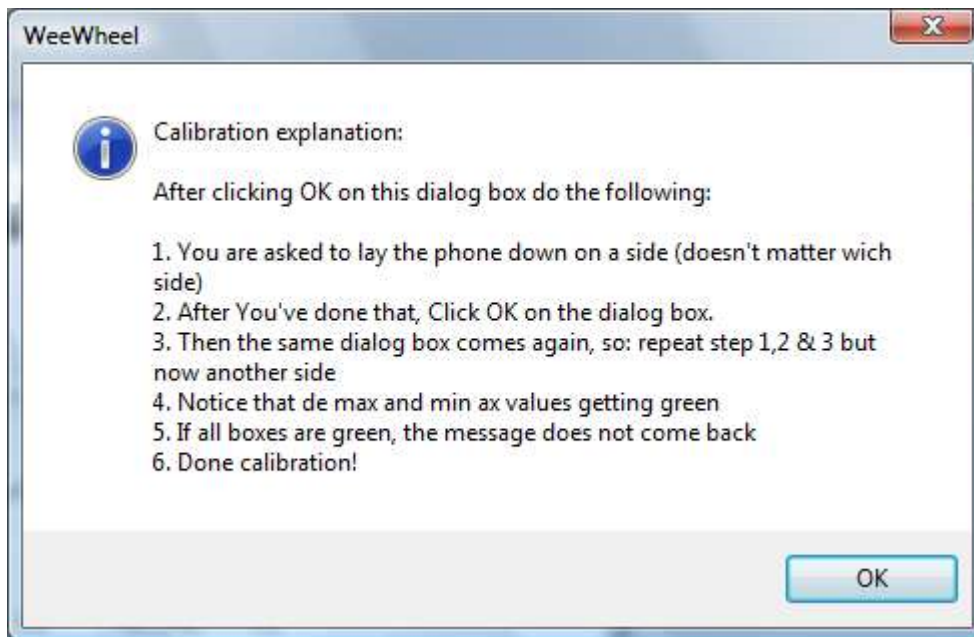 WeeWheel
Calibration explanation:
After clicking OK on this dialog box do the following:
1. You are asked to lay the phone down on a side (doesn't matter wich
side)
2. After You've done that, Click OK on the dialog box.
3. Then the same dialog box comes again, so: repeat step 1,2 & 3 but
now another side
4. Notice that de max and min ax values getting green
5. If all boxes are green, the message does not come back
6. Done calibration!
OK